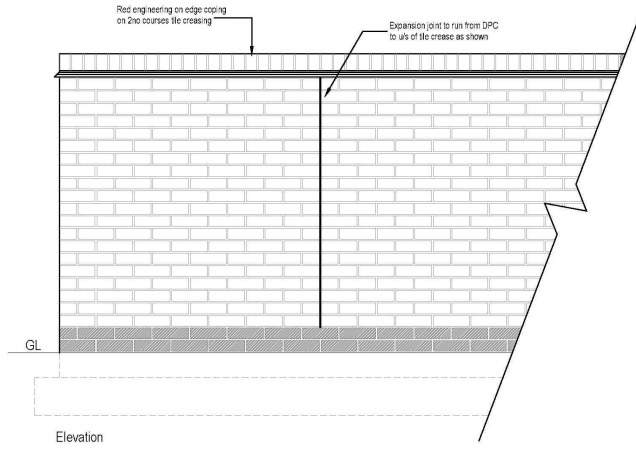 Red engineering on edge coping
on 2no courses tile creasing
Expansion joint to run from DPC
to u/s of tile crease as shown
GL
Elevation